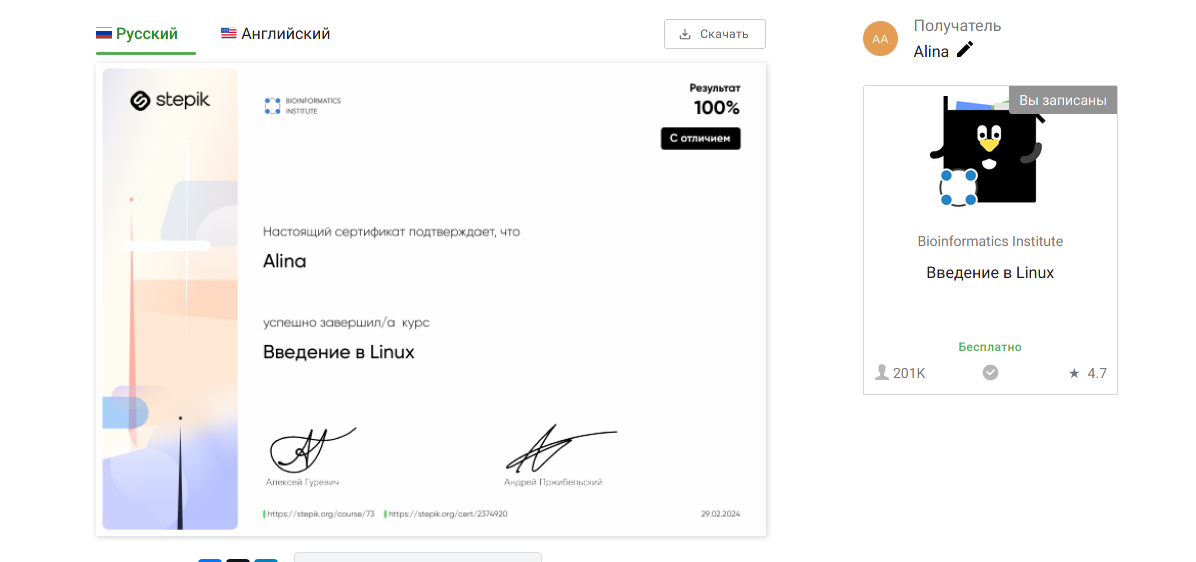 Русский
Английский
Скачать
stepik
BIOINFORMATICS
INSTITUTE
Результат
100%
С отличием
Настоящий сертификат подтверждает, что
Alina
успешно завершил/а курс
Введение в Linux
Алексей Гуревич
Андрей Пржибельский
https://stepik.org/course/73
https://stepik.org/cert/2374920
29.02.2024
AA
Получатель
Alina
Вы записаны
Bioinformatics Institute
Введение в Linux
Бесплатно
201K
4.7